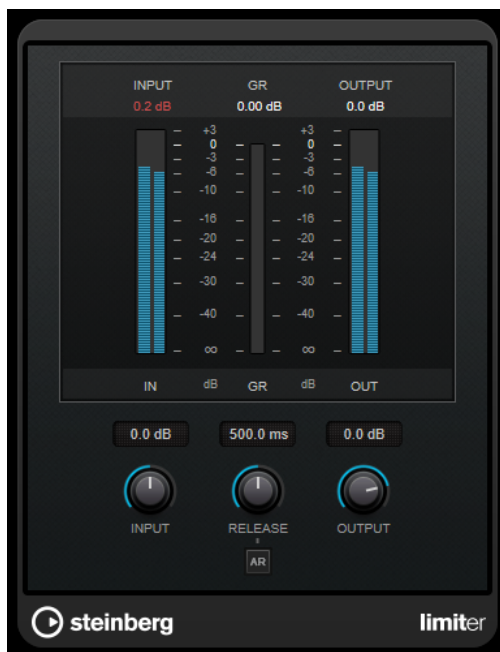 INPUT GR OUTPUT
0.2 dB 0.00 dB 0.0 dB
+3 +3
0 0
-3 -3
-6 -6
-10 -10
-16 -16
-20 -20
-24 -24
-30 -30
-40 -40
∞ ∞
IN dB GR dB OUT
0.0 dB 500.0 ms 0.0 dB
INPUT RELEASE OUTPUT
AR
steinberg limiter